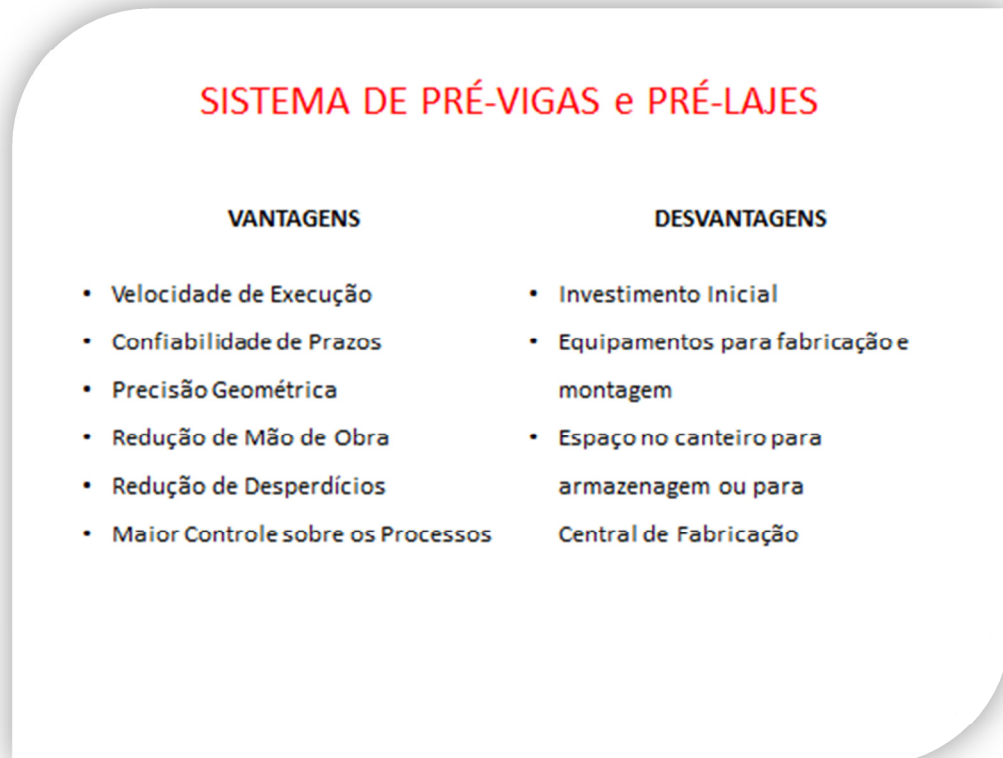 SISTEMA DE PRÉ-VIGAS e PRÉ-LAJES
VANTAGENS
• Velocidade de Execução
• Confiabilidade de Prazos
• Precisão Geométrica
• Redução de Mão de Obra
• Redução de Desperdícios
• Maior Controle sobre os Processos
DESVANTAGENS
• Investimento Inicial
• Equipamentos para fabricação e
montagem
• Espaço no canteiro para
armazenagem ou para
Central de Fabricação